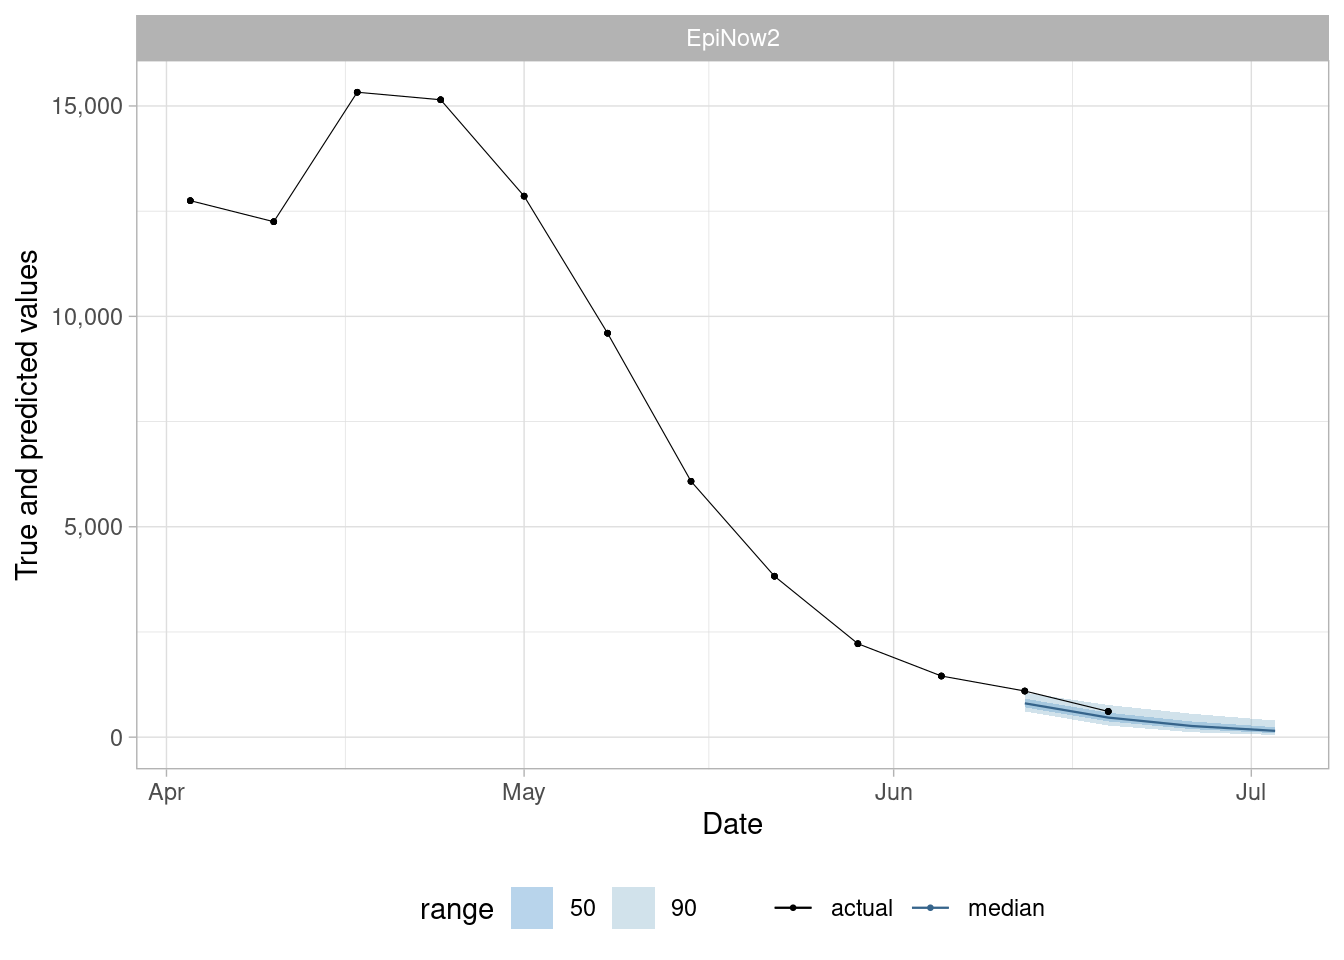 EpiNow2
True and predicted values
15,000
10,000
5,000
0
Apr May Jun Jul
Date
range 50 90 actual median